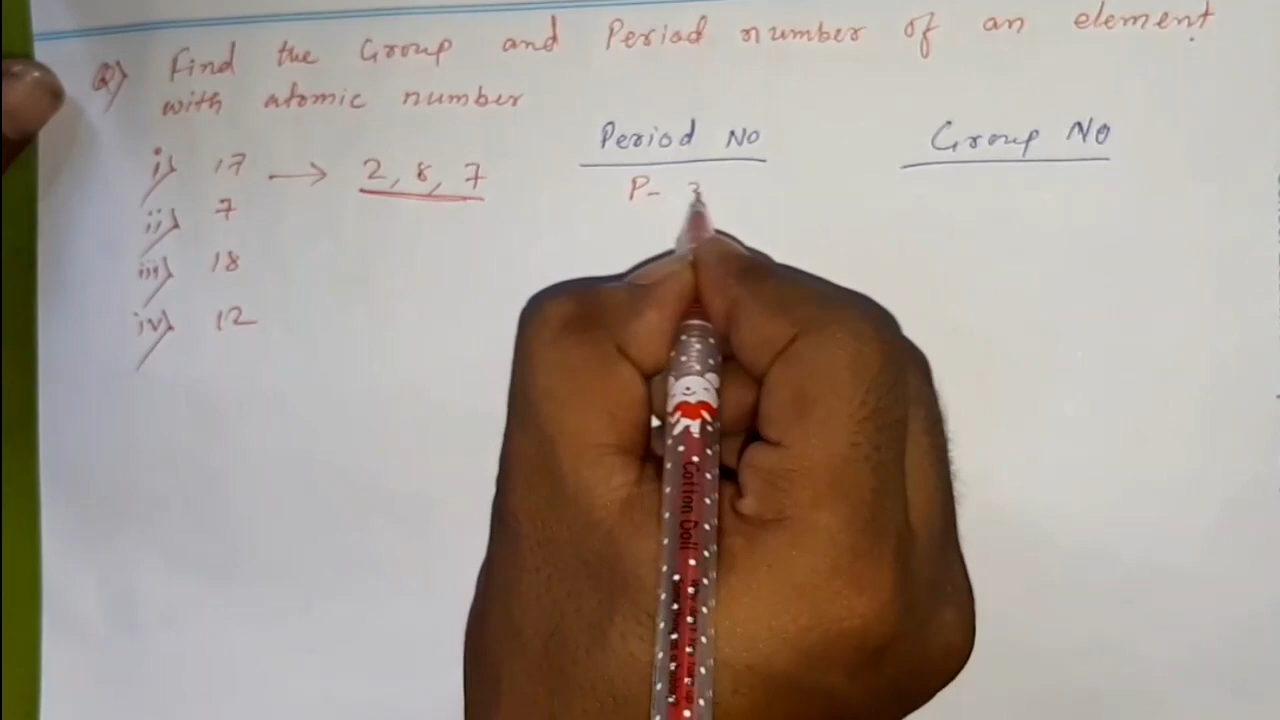 Q) Find the Group and Period number of an element
with atomic number
Period No
Group No
i) 17 → 2, 8, 7
P- 3
ii) 7
iii) 18
iv) 12
Cotton Doll